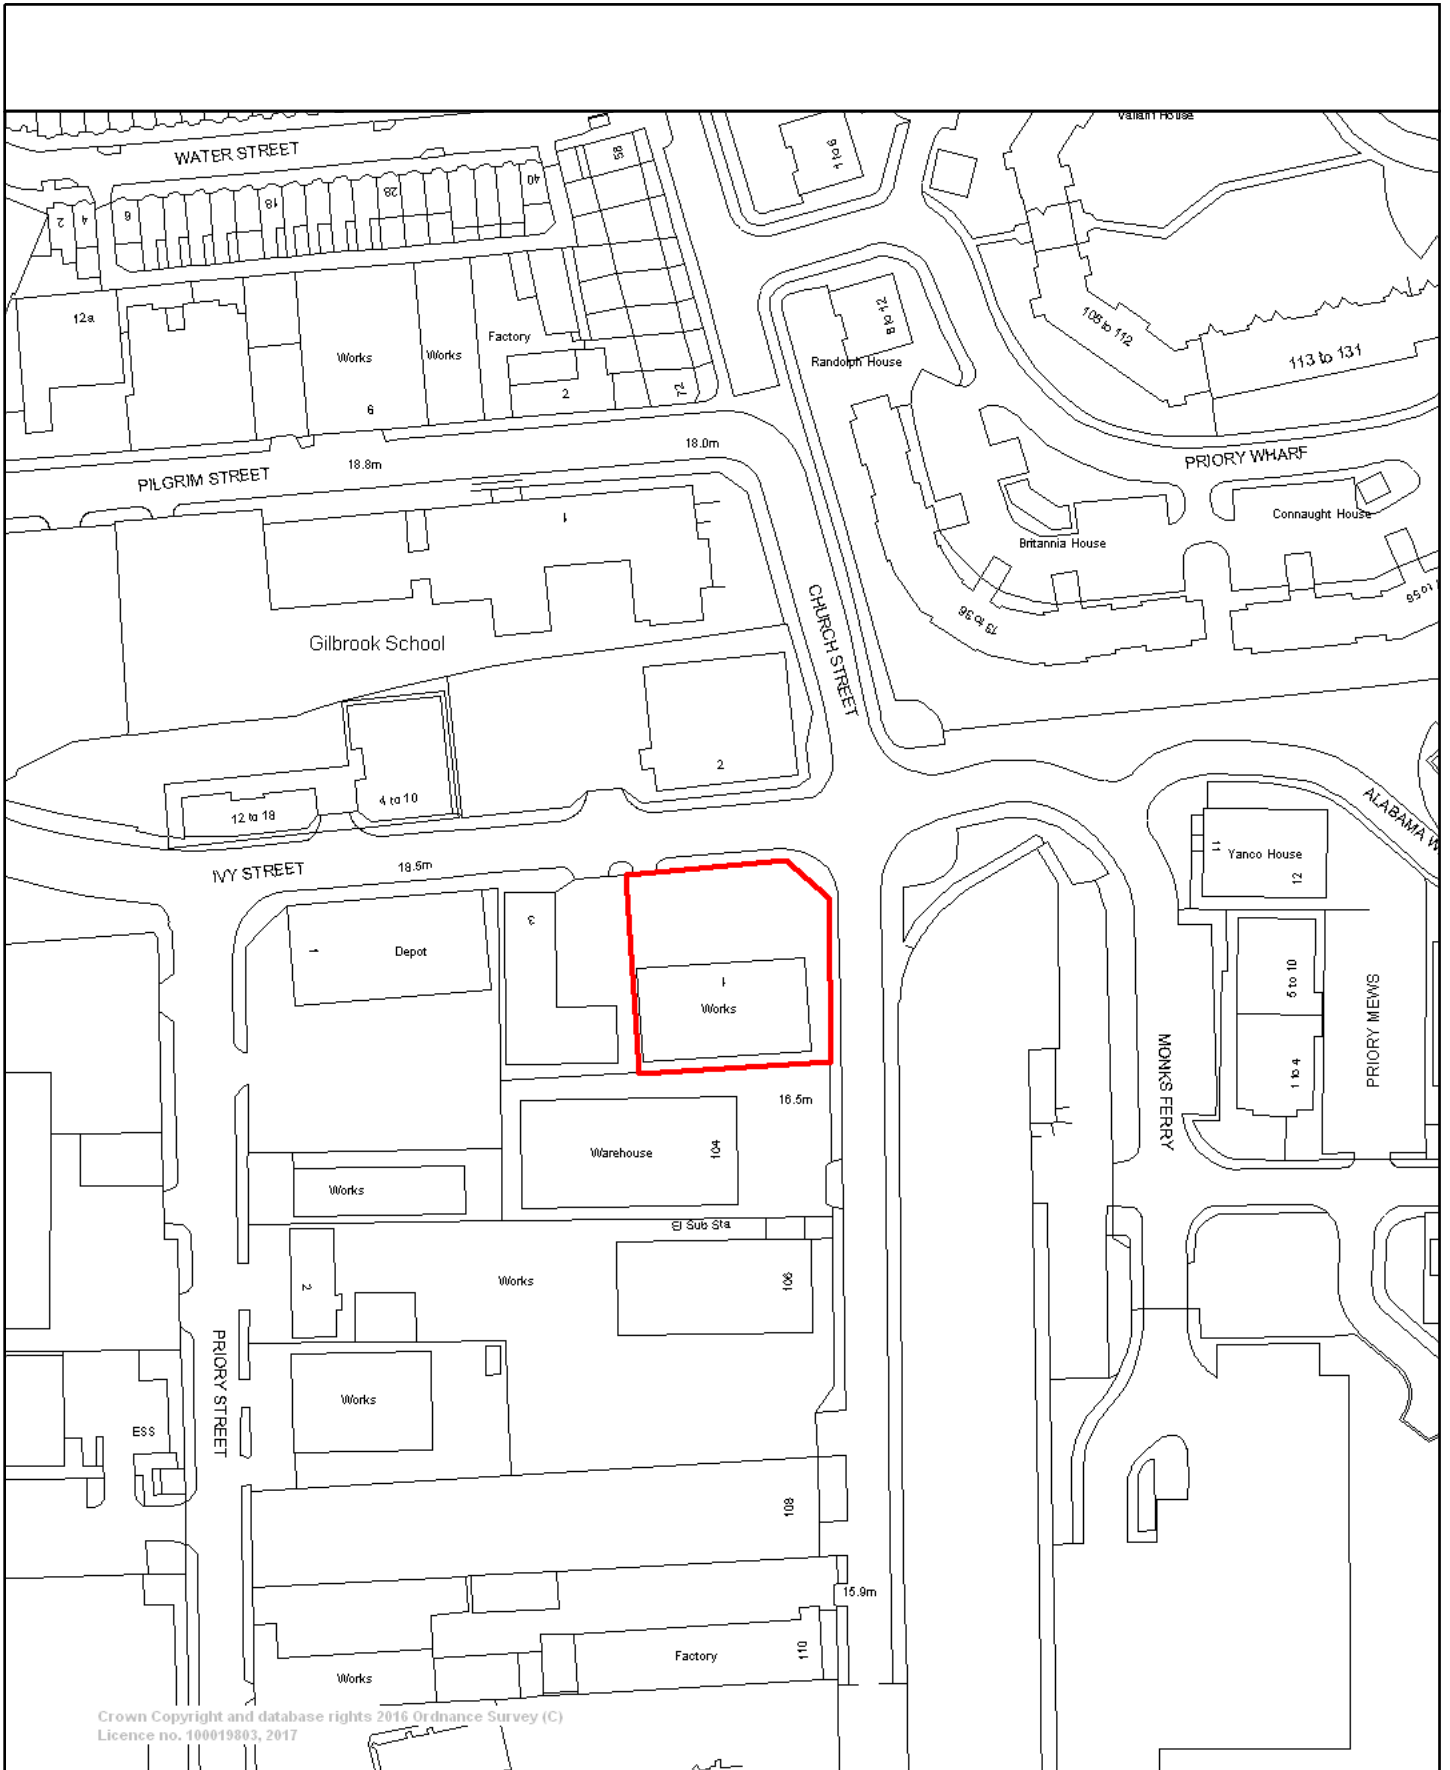 Valiant House
WATER STREET
58
1 to 6
40
28
18
6
4
2
12a
Works
Works
Factory
6
2
72
8 to 12
Randolph House
105 to 112
113 to 131
18.0m
18.8m
PILGRIM STREET
PRIORY WHARF
1
Connaught House
Britannia House
CHURCH STREET
13 to 36
to 56
Gilbrook School
2
4 to 10
12 to 18
ALABAMA W
IVY STREET
18.5m
11
Yanco House
12
3
1
Depot
1
Works
5 to 10
PRIORY MEWS
MONKS FERRY
1 to 4
16.5m
Warehouse
104
Works
El Sub Sta
2
Works
106
PRIORY STREET
Works
ESS
108
15.9m
Factory
110
Works
Crown Copyright and database rights 2016 Ordnance Survey (C)
Licence no. 100019803, 2017